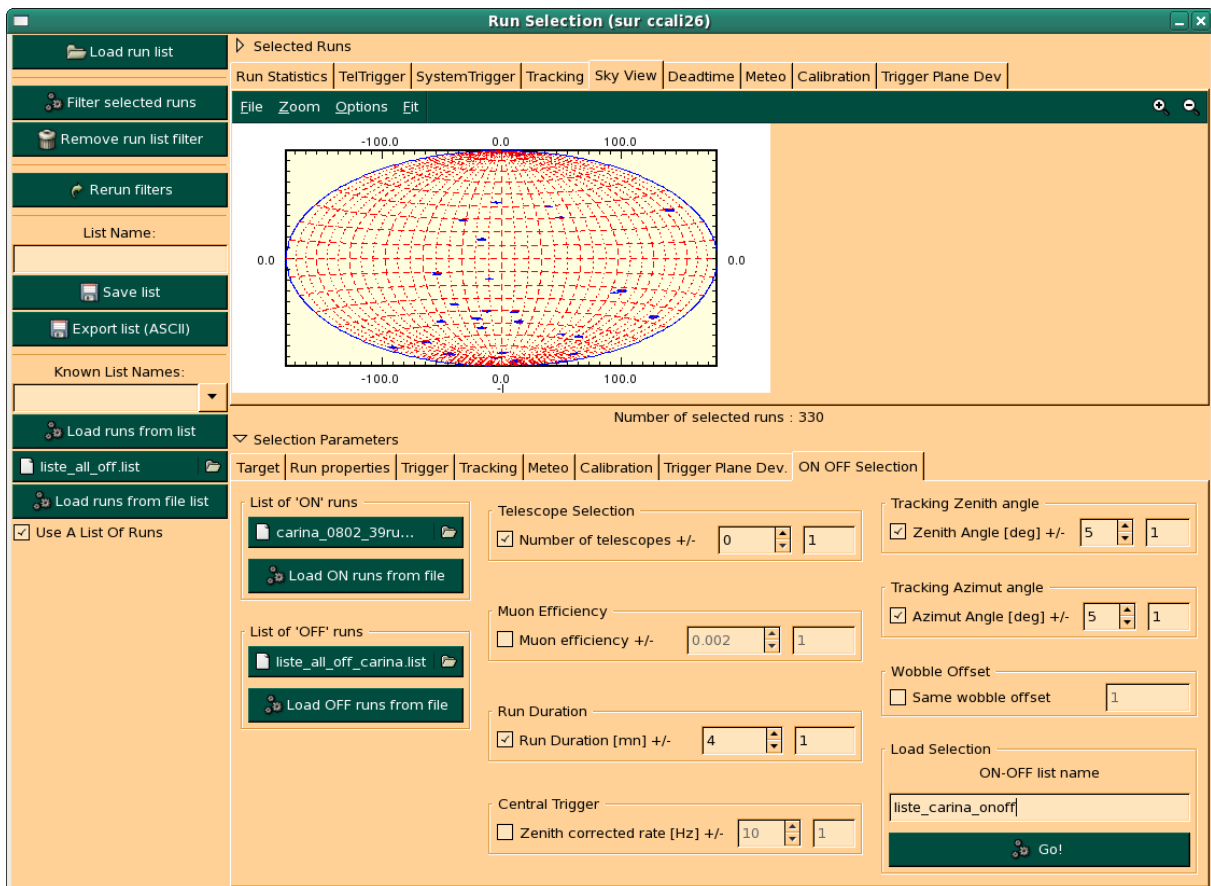 Run Selection (sur ccali26)
Load run list
Filter selected runs
Remove run list filter
Rerun filters
List Name:
Save list
Export list (ASCII)
Known List Names:
Load runs from list
liste_all_off.list
Load runs from file list
Use A List Of Runs
Selected Runs
Run Statistics TelTrigger SystemTrigger Tracking Sky View Deadtime Meteo Calibration Trigger Plane Dev
File Zoom Options Fit
-100.0 0.0 100.0
0.0 0.0
-100.0 0.0 100.0
-l
Number of selected runs : 330
Selection Parameters
Target Run properties Trigger Tracking Meteo Calibration Trigger Plane Dev. ON OFF Selection
List of 'ON' runs
carina_0802_39ru...
Load ON runs from file
List of 'OFF' runs
liste_all_off_carina.list
Load OFF runs from file
Telescope Selection
Number of telescopes +/- 0 1
Muon Efficiency
Muon efficiency +/- 0.002 1
Run Duration
Run Duration [mn] +/- 4 1
Central Trigger
Zenith corrected rate [Hz] +/- 10 1
Tracking Zenith angle
Zenith Angle [deg] +/- 5 1
Tracking Azimut angle
Azimut Angle [deg] +/- 5 1
Wobble Offset
Same wobble offset 1
Load Selection
ON-OFF list name
liste_carina_onoff
Go!